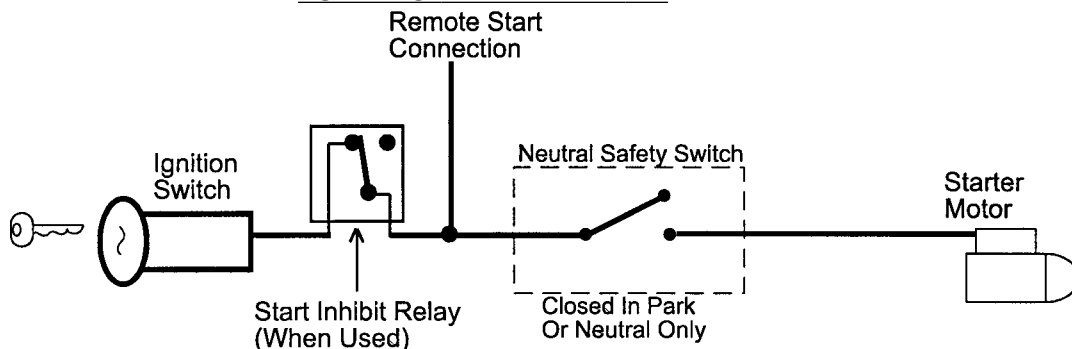 Remote Start
Connection
Ignition
Switch
Neutral Safety Switch
Starter
Motor
Start Inhibit Relay
(When Used)
Closed In Park
Or Neutral Only